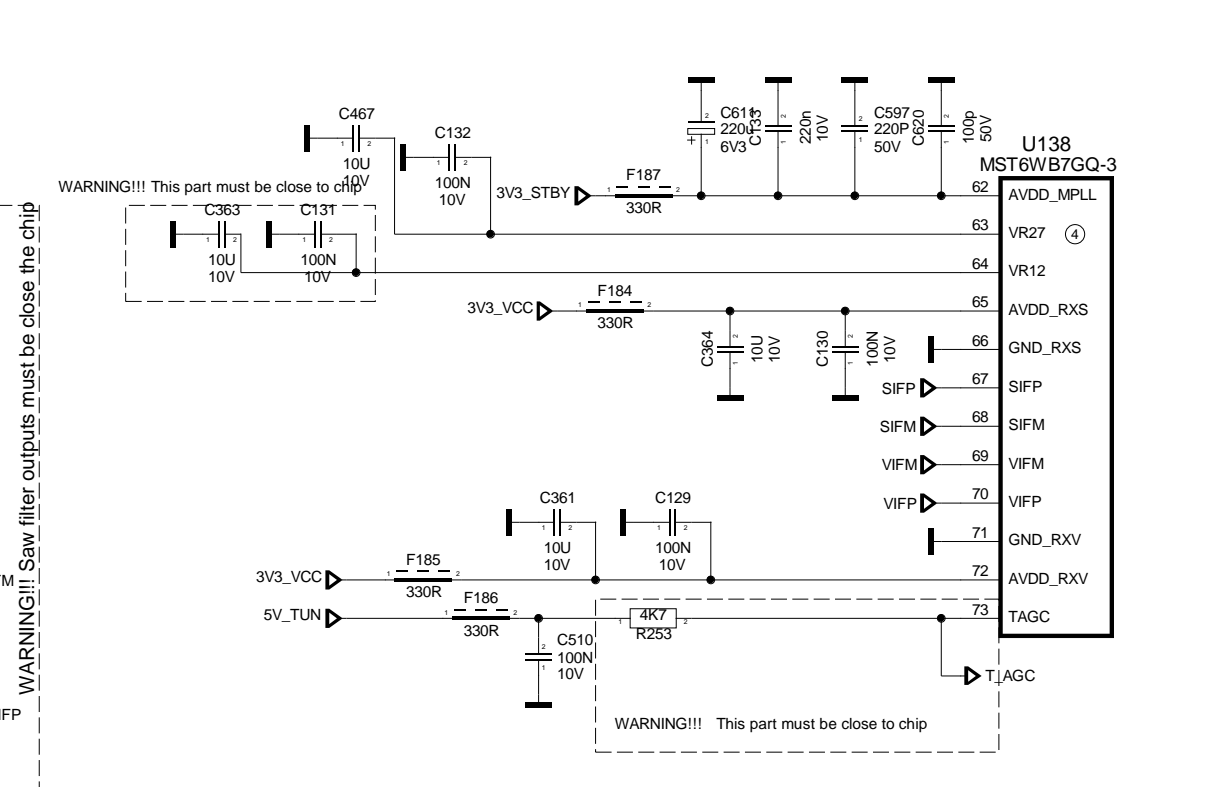 C467
10U
10V
C132
100N
10V
WARNING!!! This part must be close to chip
C363
10U
10V
C131
100N
10V
WARNING!!! Saw filter outputs must be close the chip
C611
220u
6V3
C133
220n
10V
C597
220P
50V
C620
100p
50V
U138
MST6WB7GQ-3
3V3_STBY
F187
330R
62
AVDD_MPLL
63
VR27
4
64
VR12
3V3_VCC
F184
330R
65
AVDD_RXS
C364
10U
10V
C130
100N
10V
66
GND_RXS
SIFP
67
SIFP
SIFM
68
SIFM
VIFM
69
VIFM
VIFP
70
VIFP
71
GND_RXV
C361
10U
10V
C129
100N
10V
3V3_VCC
F185
330R
72
AVDD_RXV
5V_TUN
F186
330R
4K7
R253
73
TAGC
C510
100N
10V
T_AGC
WARNING!!! This part must be close to chip